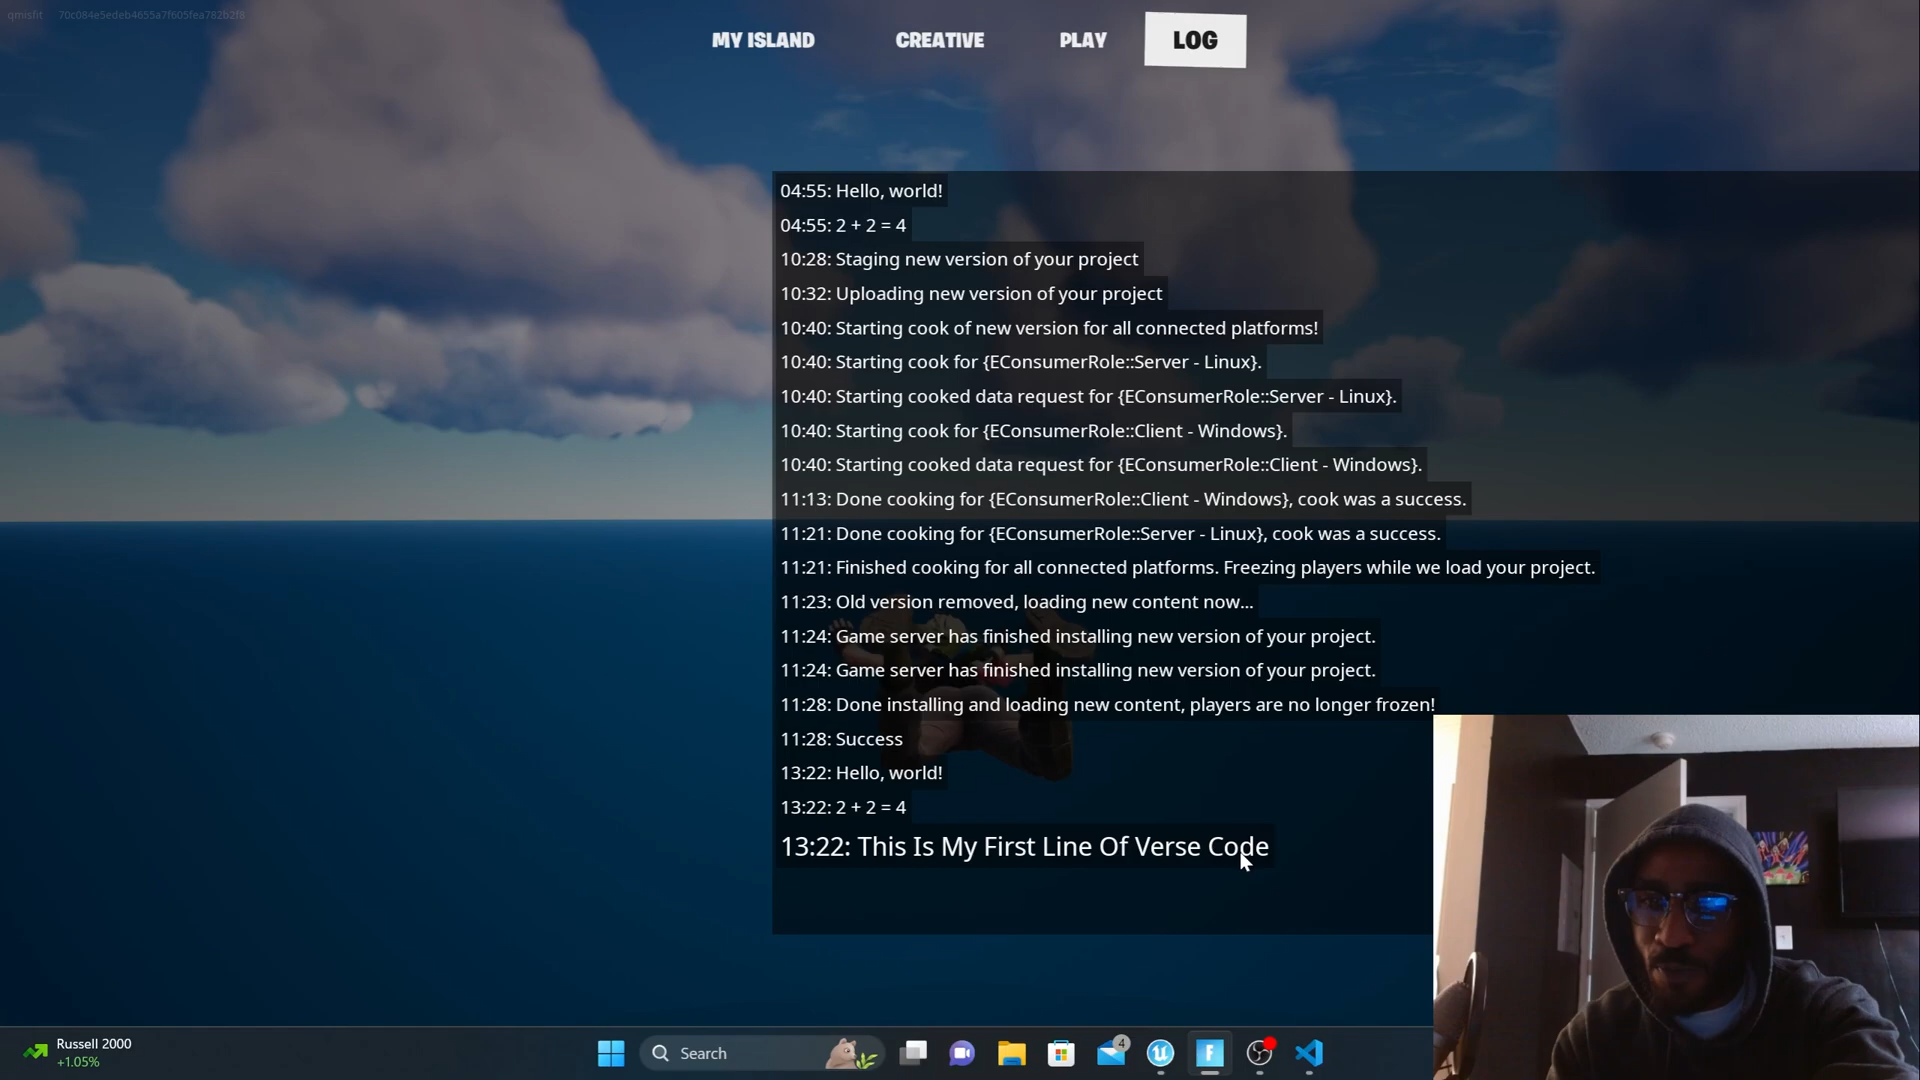 qmisfit 70c084e5edeb4655a7f605fea782b2f8
MY ISLAND CREATIVE PLAY LOG
04:55: Hello, world!
04:55: 2 + 2 = 4
10:28: Staging new version of your project
10:32: Uploading new version of your project
10:40: Starting cook of new version for all connected platforms!
10:40: Starting cook for {EConsumerRole::Server - Linux}.
10:40: Starting cooked data request for {EConsumerRole::Server - Linux}.
10:40: Starting cook for {EConsumerRole::Client - Windows}.
10:40: Starting cooked data request for {EConsumerRole::Client - Windows}.
11:13: Done cooking for {EConsumerRole::Client - Windows}, cook was a success.
11:21: Done cooking for {EConsumerRole::Server - Linux}, cook was a success.
11:21: Finished cooking for all connected platforms. Freezing players while we load your project.
11:23: Old version removed, loading new content now...
11:24: Game server has finished installing new version of your project.
11:24: Game server has finished installing new version of your project.
11:28: Done installing and loading new content, players are no longer frozen!
11:28: Success
13:22: Hello, world!
13:22: 2 + 2 = 4
13:22: This Is My First Line Of Verse Code
Russell 2000
+1.05%
Search
4